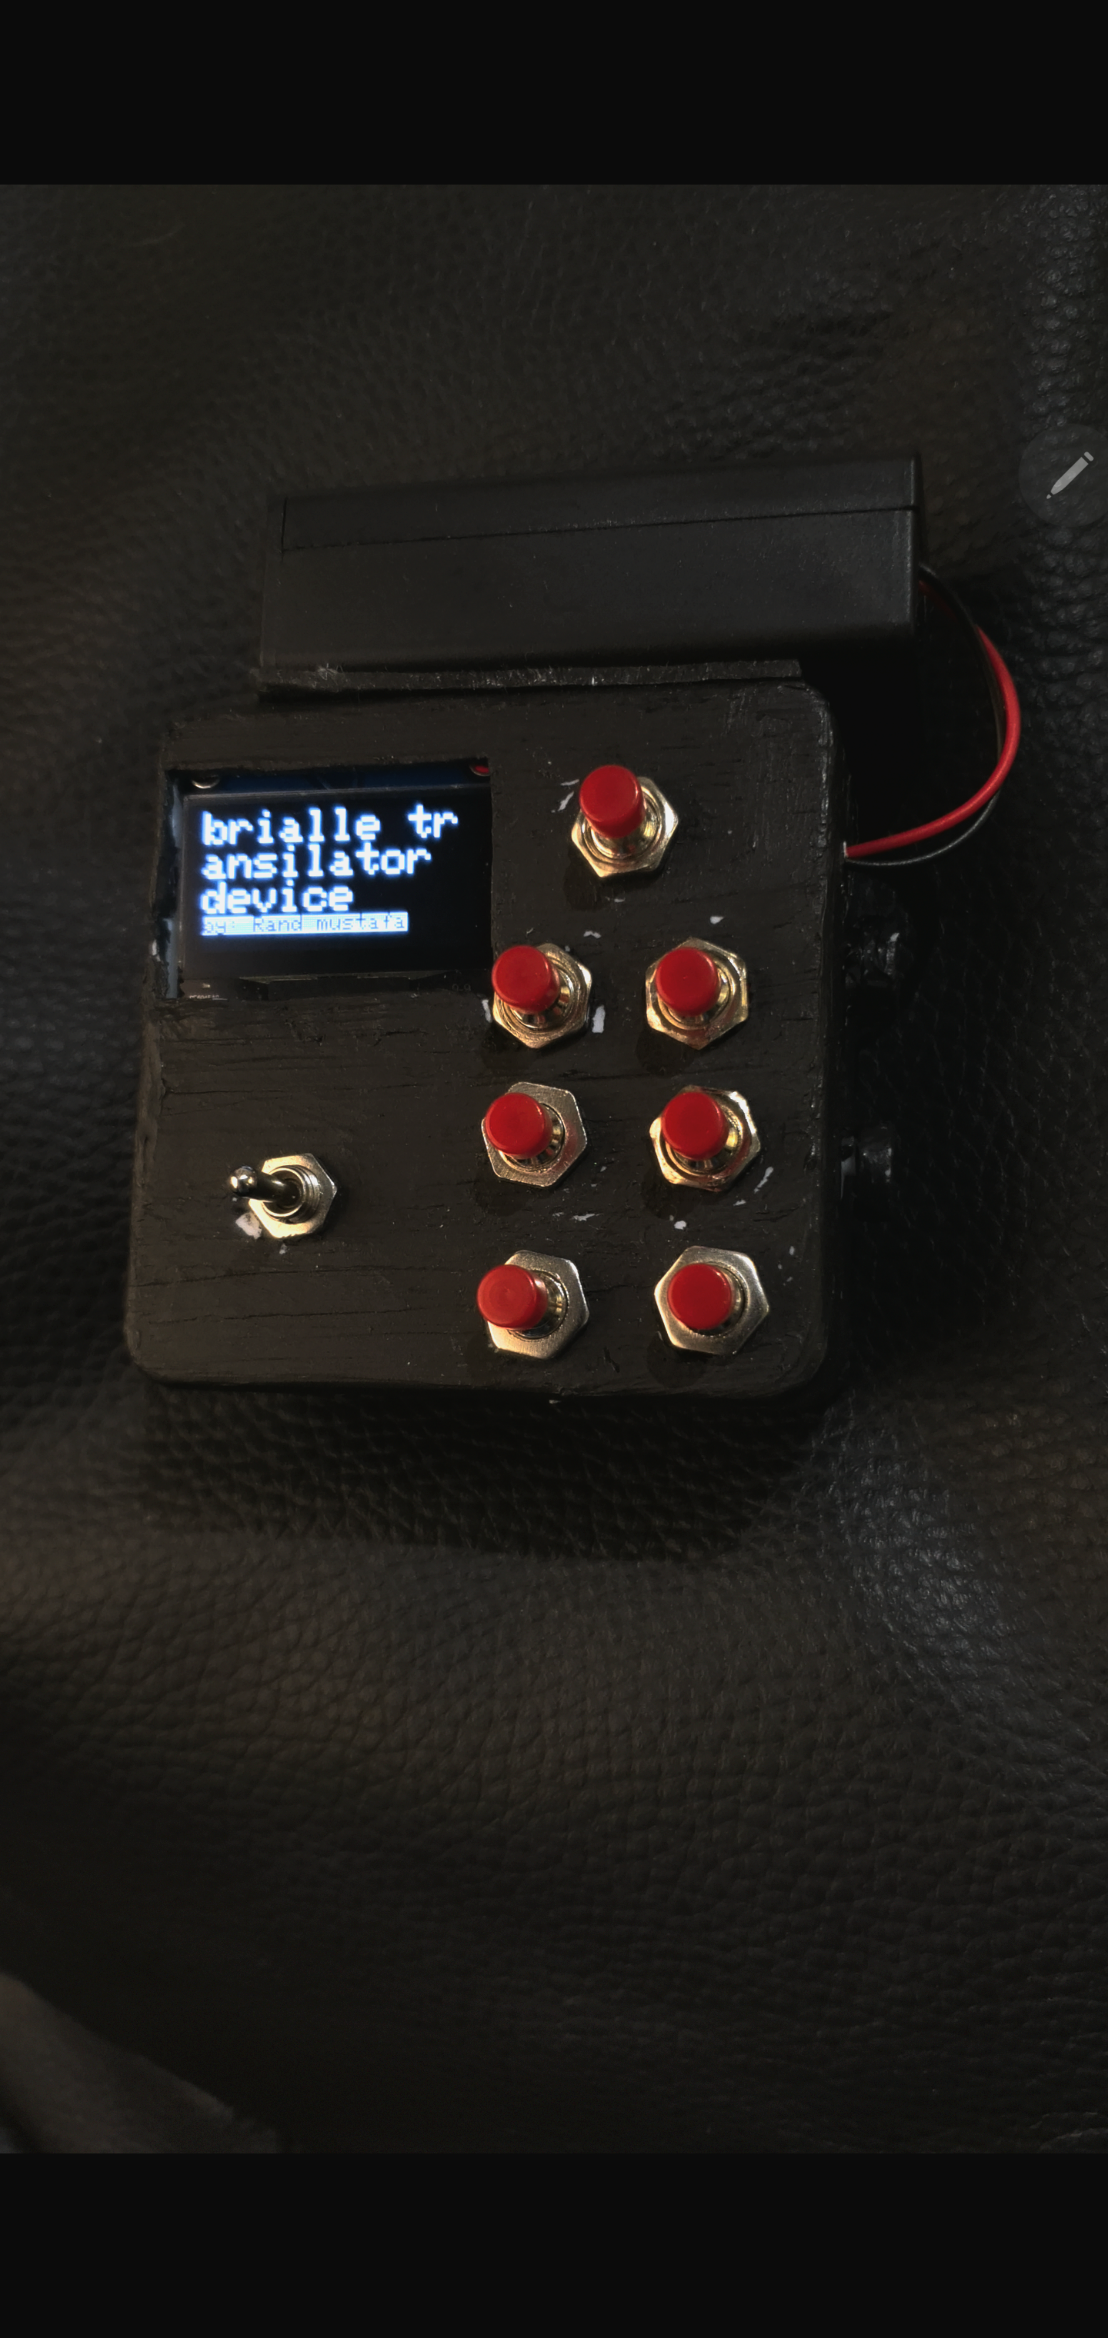 brialle tr
ansilator
device
by: Rand mustafa